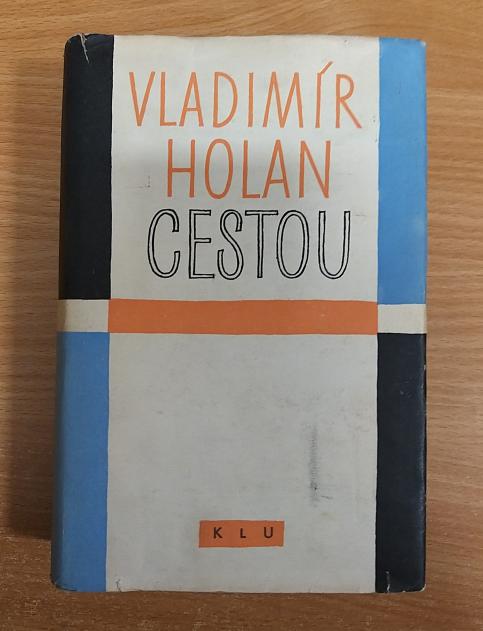 VLADIMÍR
HOLAN
CESTOU
KLU